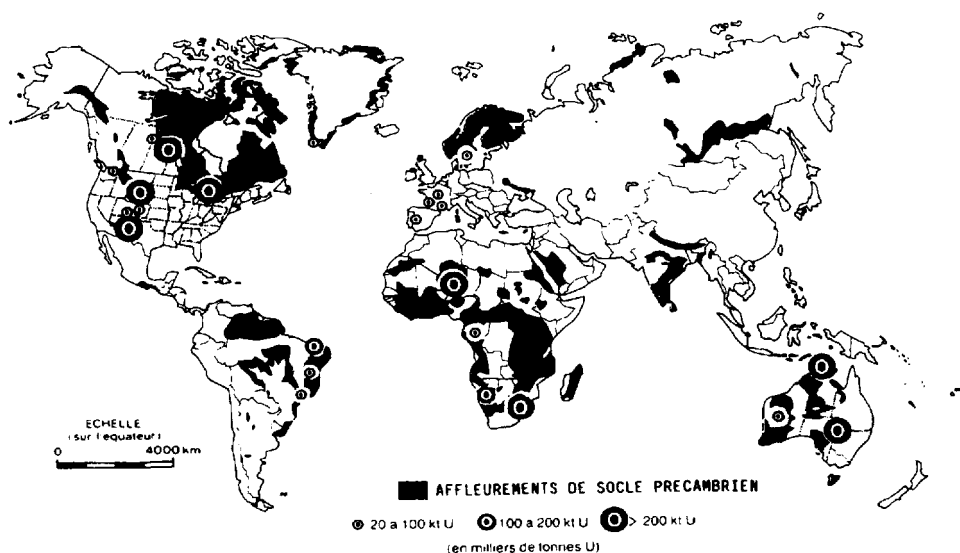 ECHELLE
(sur l'équateur)
0 4000 km
AFFLEUREMENTS DE SOCLE PRECAMBRIEN
20 a 100 kt U 100 a 200 kt U > 200 kt U
(en milliers de tonnes U)